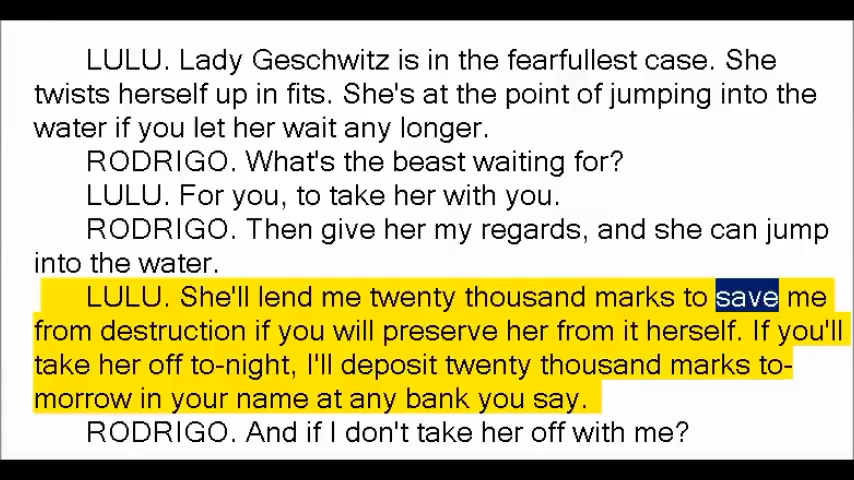 LULU. Lady Geschwitz is in the fearfullest case. She
twists herself up in fits. She's at the point of jumping into the
water if you let her wait any longer.
RODRIGO. What's the beast waiting for?
LULU. For you, to take her with you.
RODRIGO. Then give her my regards, and she can jump
into the water.
LULU. She'll lend me twenty thousand marks to save me
from destruction if you will preserve her from it herself. If you'll
take her off to-night, I'll deposit twenty thousand marks to-
morrow in your name at any bank you say.
RODRIGO. And if I don't take her off with me?